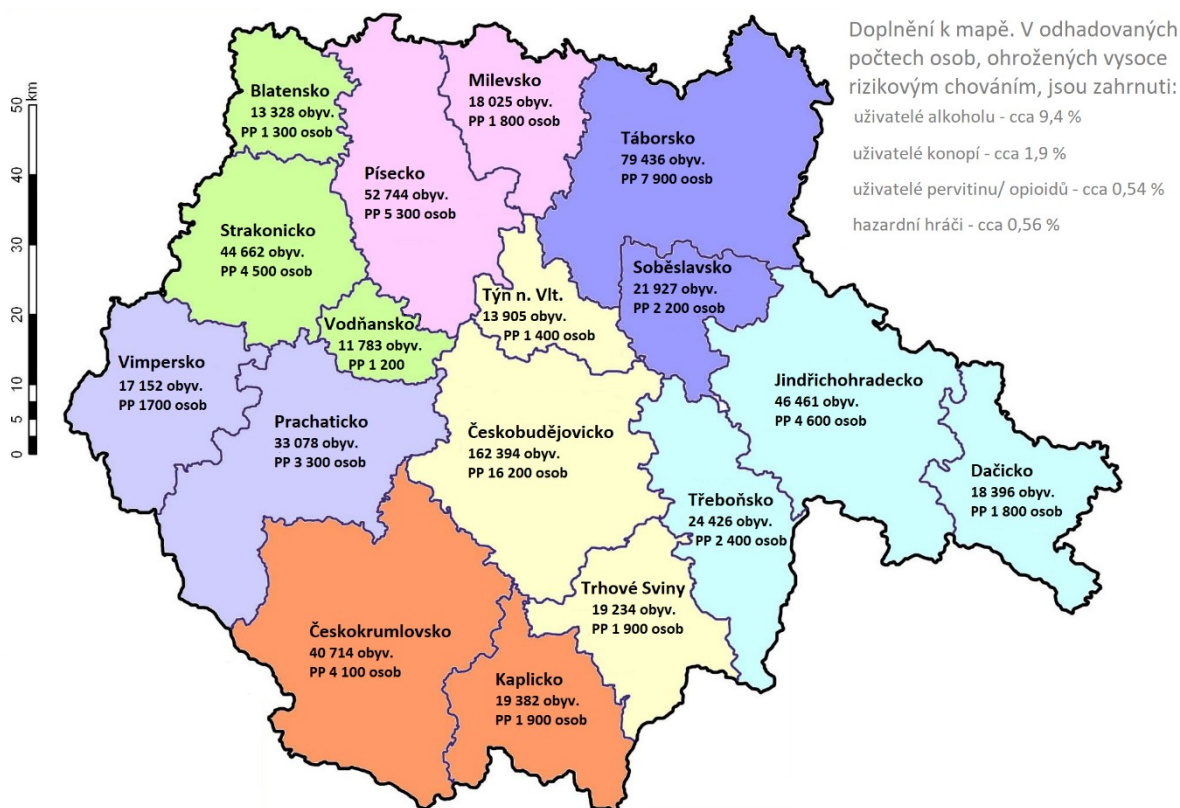 Doplnění k mapě. V odhadovaných
počtech osob, ohrožených vysoce
rizikovým chováním, jsou zahrnuti:
uživatelé alkoholu - cca 9,4 %
uživatelé konopí - cca 1,9 %
uživatelé pervitinu/ opioidů - cca 0,54 %
hazardní hráči - cca 0,56 %
50 km
40
30
20
10
5
0
Blatensko
13 328 obyv.
PP 1 300 osob
Milevsko
18 025 obyv.
PP 1 800 osob
Táborsko
79 436 obyv.
PP 7 900 oosb
Písecko
52 744 obyv.
PP 5 300 osob
Strakonicko
44 662 obyv.
PP 4 500 osob
Soběslavsko
21 927 obyv.
PP 2 200 osob
Týn n. Vlt.
13 905 obyv.
PP 1 400 osob
Vodňansko
11 783 obyv.
PP 1 200
Vimpersko
17 152 obyv.
PP 1700 osob
Jindřichohradecko
46 461 obyv.
PP 4 600 osob
Prachaticko
33 078 obyv.
PP 3 300 osob
Českobudějovicko
162 394 obyv.
PP 16 200 osob
Dačicko
18 396 obyv.
PP 1 800 osob
Třeboňsko
24 426 obyv.
PP 2 400 osob
Trhové Sviny
19 234 obyv.
PP 1 900 osob
Českokrumlovsko
40 714 obyv.
PP 4 100 osob
Kaplicko
19 382 obyv.
PP 1 900 osob